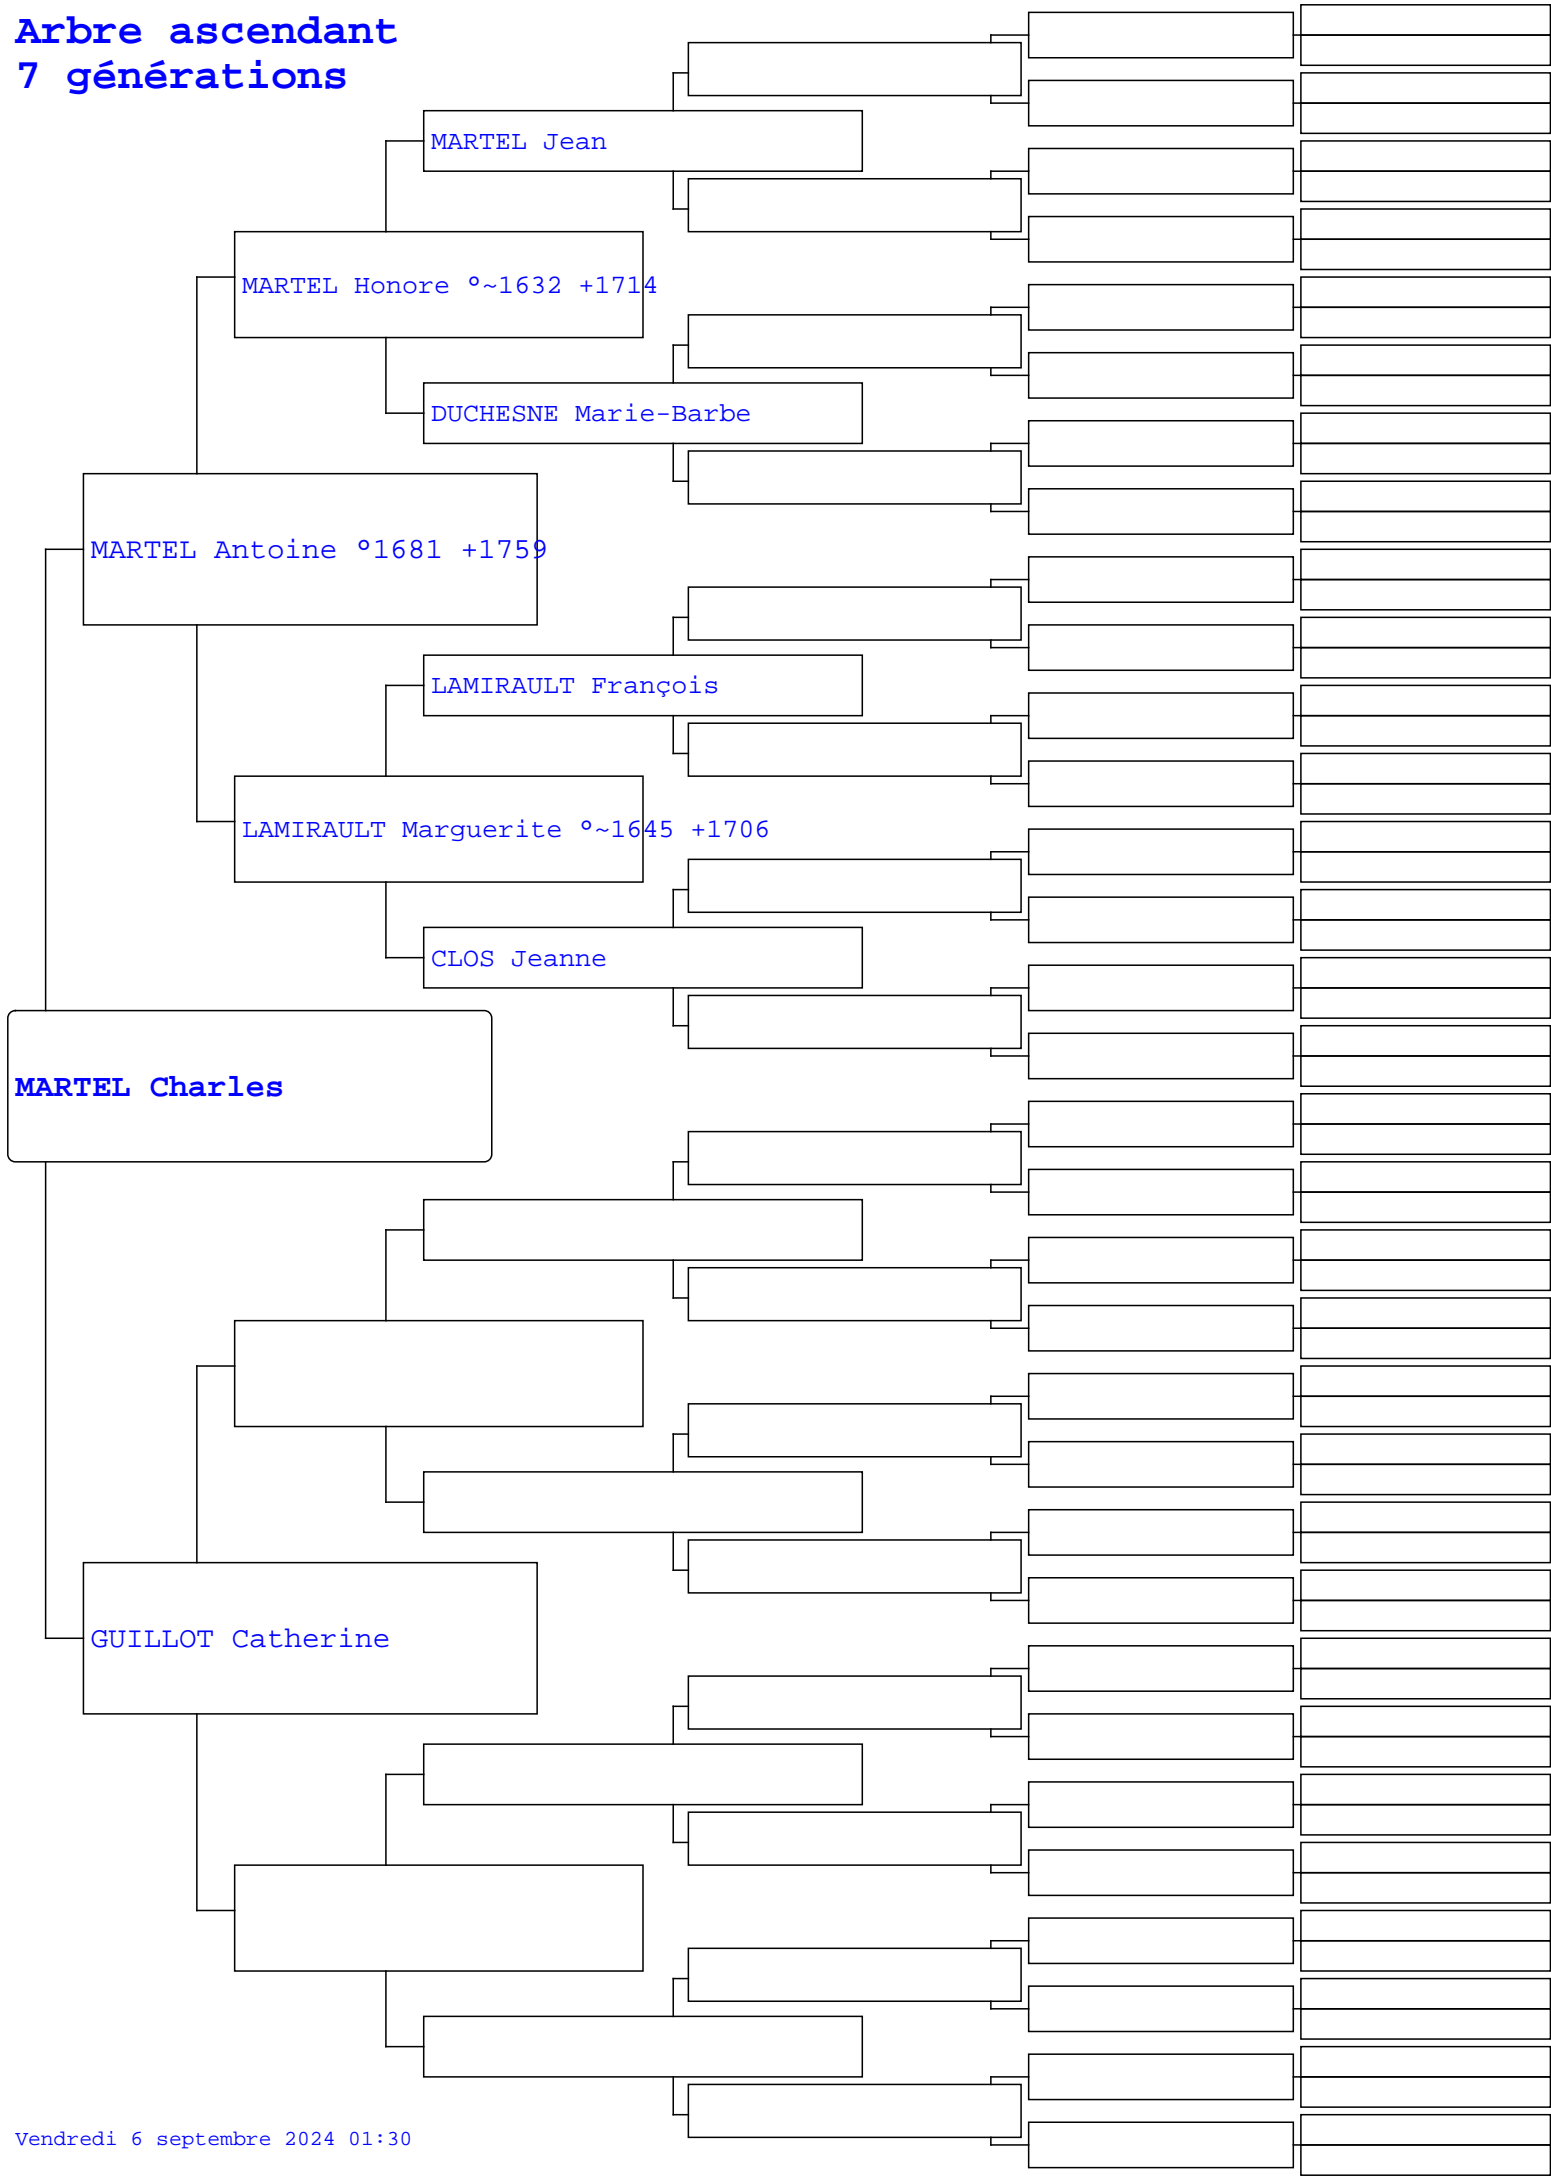 Arbre ascendant
7 générations
MARTEL Jean
MARTEL Honore °~1632 +1714
DUCHESNE Marie-Barbe
MARTEL Antoine °1681 +1759
LAMIRAULT François
LAMIRAULT Marguerite °~1645 +1706
CLOS Jeanne
MARTEL Charles
GUILLOT Catherine
Vendredi 6 septembre 2024 01:30